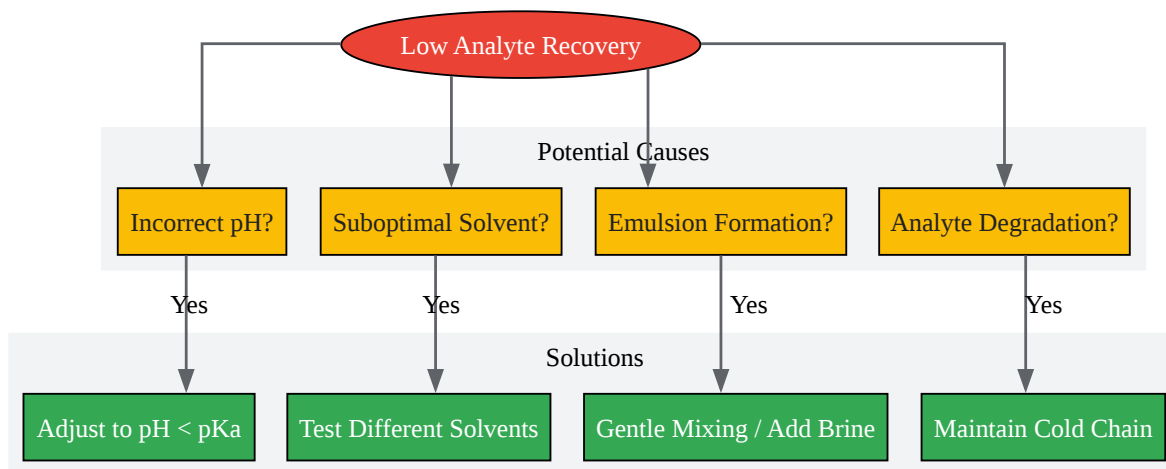 Low Analyte Recovery
Potential Causes
Incorrect pH?
Suboptimal Solvent?
Emulsion Formation?
Analyte Degradation?
Yes
Yes
Yes
Yes
Solutions
Adjust to pH < pKa
Test Different Solvents
Gentle Mixing / Add Brine
Maintain Cold Chain